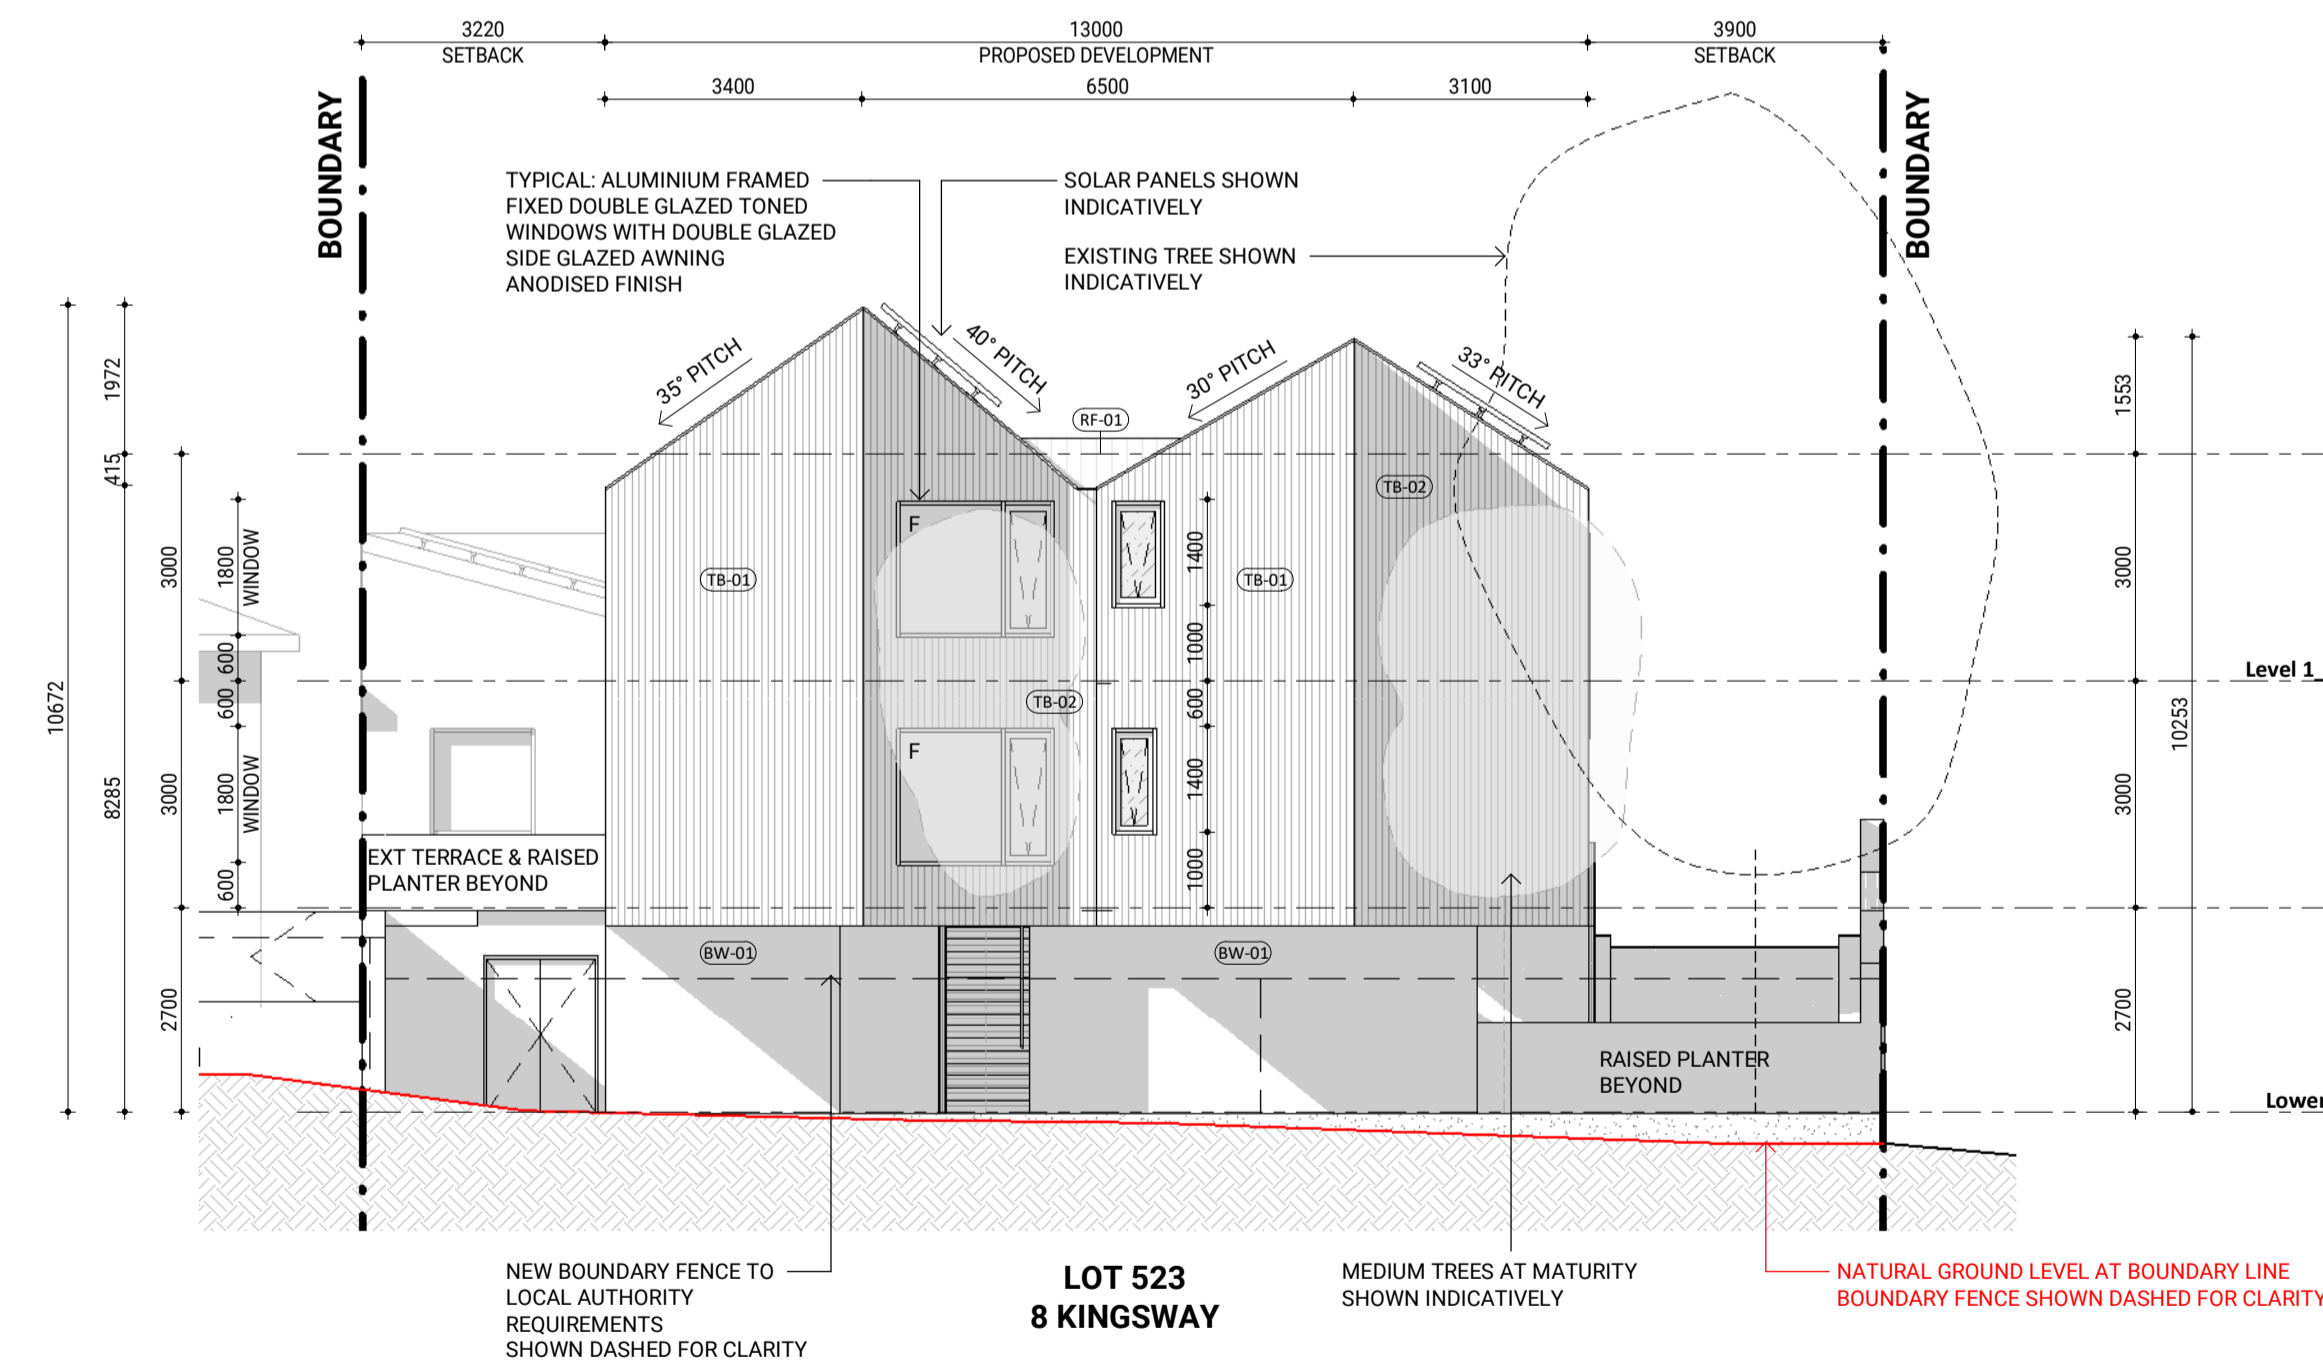 3220
SETBACK
13000
PROPOSED DEVELOPMENT
3900
SETBACK
3400
6500
3100
BOUNDARY
BOUNDARY
TYPICAL: ALUMINIUM FRAMED
FIXED DOUBLE GLAZED TONED
WINDOWS WITH DOUBLE GLAZED
SIDE GLAZED AWNING
ANODISED FINISH
SOLAR PANELS SHOWN
INDICATIVELY
EXISTING TREE SHOWN
INDICATIVELY
35° PITCH
40° PITCH
30° PITCH
33° PITCH
RF-01
TB-02
TB-01
TB-01
TB-02
F
F
10672
1972
415
8285
3000
3000
2700
1800
WINDOW
600
600
1800
WINDOW
600
1400
1000
600
1400
1000
1553
3000
3000
2700
10253
Level 1
Lower
EXT TERRACE & RAISED
PLANTER BEYOND
BW-01
BW-01
RAISED PLANTER
BEYOND
NEW BOUNDARY FENCE TO
LOCAL AUTHORITY
REQUIREMENTS
SHOWN DASHED FOR CLARITY
LOT 523
8 KINGSWAY
MEDIUM TREES AT MATURITY
SHOWN INDICATIVELY
NATURAL GROUND LEVEL AT BOUNDARY LINE
BOUNDARY FENCE SHOWN DASHED FOR CLARITY